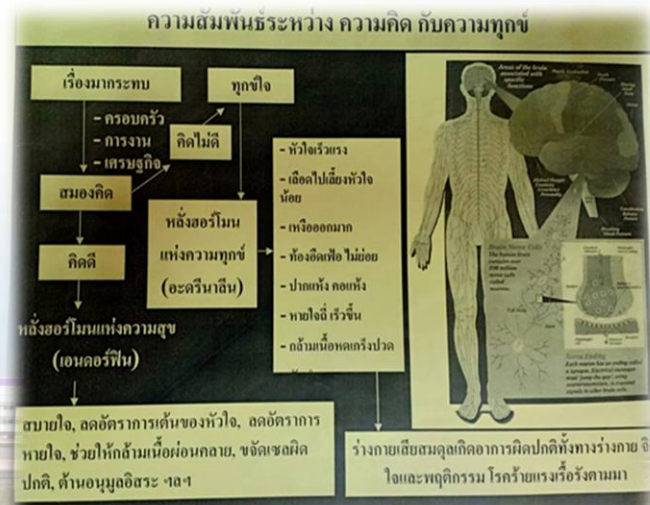 ความสัมพันธ์ระหว่าง ความคิด กับความทุกข์
เรื่องมากระทบ
ทุกข์ใจ
- ครอบครัว
- การงาน
- เศรษฐกิจ
คิดไม่ดี
สมองคิด
คิดดี
หลั่งฮอร์โมนแห่งความสุข
(เอนดอร์ฟิน)
หลั่งฮอร์โมน
แห่งความทุกข์
(อะดรีนาลีน)
- หัวใจเร็วแรง
- เลือดไปเลี้ยงหัวใจ
น้อย
- เหงื่อออกมาก
- ท้องอืดเฟ้อ ไม่ย่อย
- ปากแห้ง คอแห้ง
- หายใจถี่ เร็วขึ้น
- กล้ามเนื้อหดเกร็งปวด
สบายใจ, ลดอัตราการเต้นของหัวใจ, ลดอัตราการ
หายใจ, ช่วยให้กล้ามเนื้อผ่อนคลาย, ขจัดเซลผิด
ปกติ, ต้านอนุมูลอิสระ ฯลฯ
ร่างกายเสียสมดุลเกิดอาการผิดปกติทั้งทางร่างกาย จิ
ใจและพฤติกรรม โรคร้ายแรงเรื้อรังตามมา
Areas of the brain
associated with
specific
functions
Brain Nerve Cells
The human brain
contains over
Nerve Ending